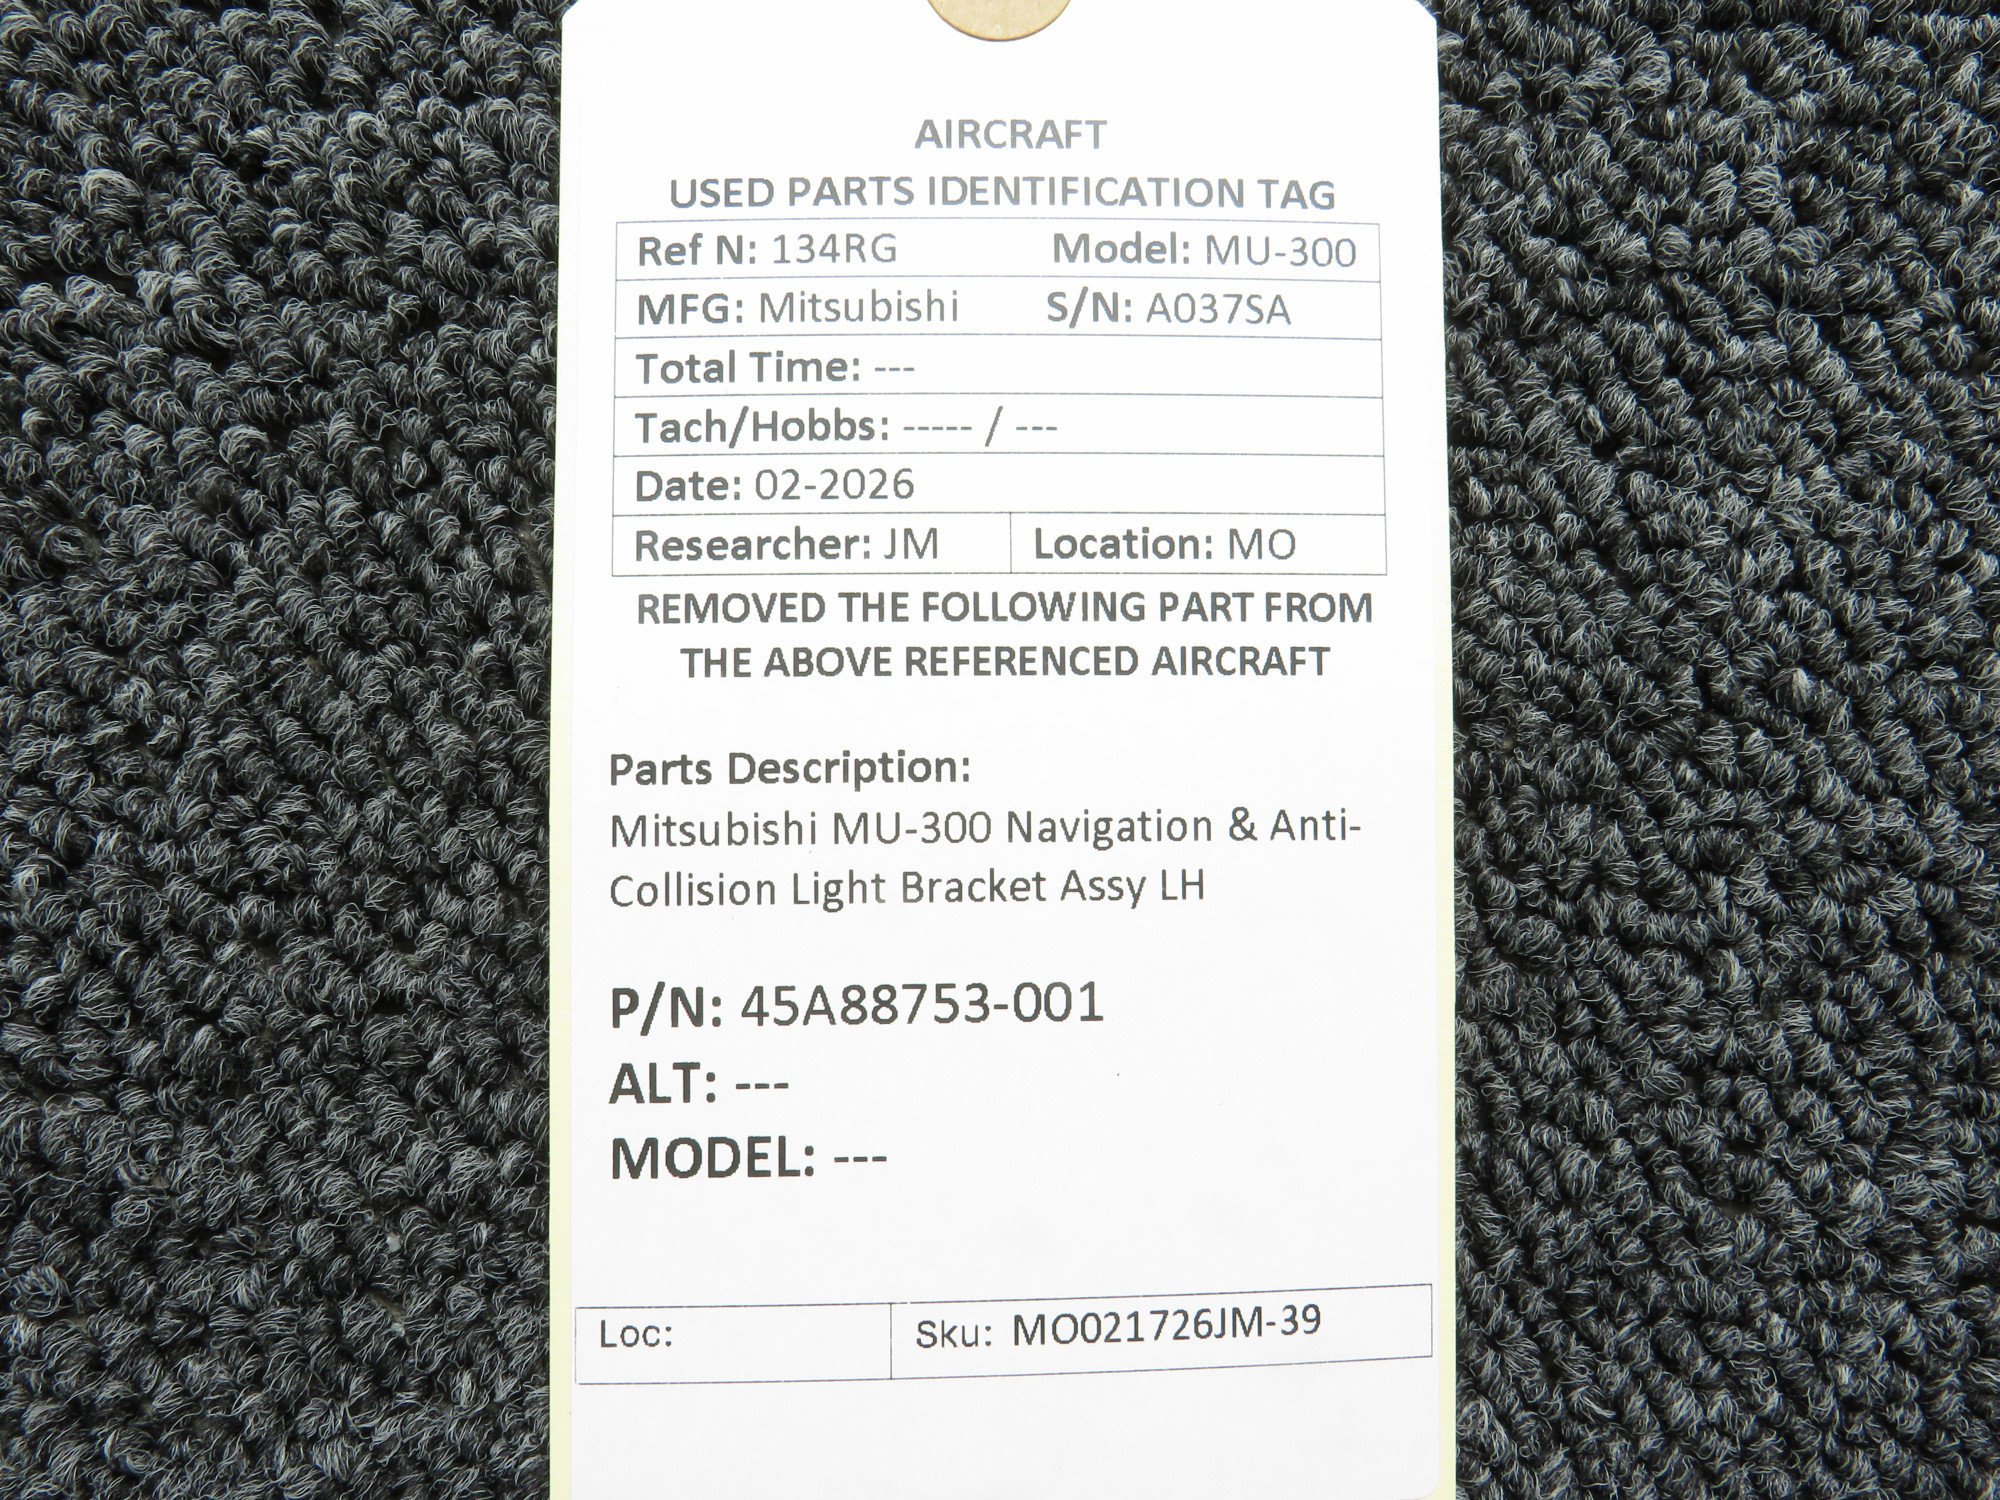 AIRCRAFT
USED PARTS IDENTIFICATION TAG
Ref N: 134RG Model: MU-300
MFG: Mitsubishi S/N: A037SA
Total Time: ---
Tach/Hobbs: ----- / ---
Date: 02-2026
Researcher: JM Location: MO
REMOVED THE FOLLOWING PART FROM
THE ABOVE REFERENCED AIRCRAFT
Parts Description:
Mitsubishi MU-300 Navigation & Anti-
Collision Light Bracket Assy LH
P/N: 45A88753-001
ALT: ---
MODEL: ---
Loc: Sku: MO021726JM-39